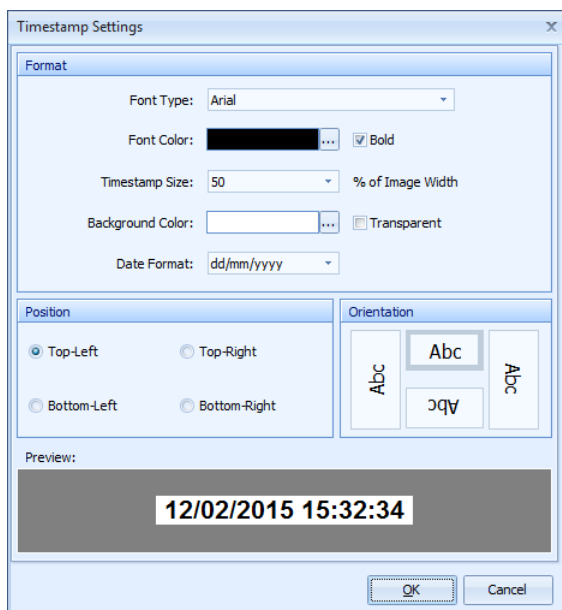 Timestamp Settings
Format
Font Type: Arial
Font Color: ... Bold
Timestamp Size: 50 % of Image Width
Background Color: ... Transparent
Date Format: dd/mm/yyyy
Position
Top-Left Top-Right
Bottom-Left Bottom-Right
Orientation
Abc
Abc
Abc
Abc
Preview:
12/02/2015 15:32:34
OK Cancel